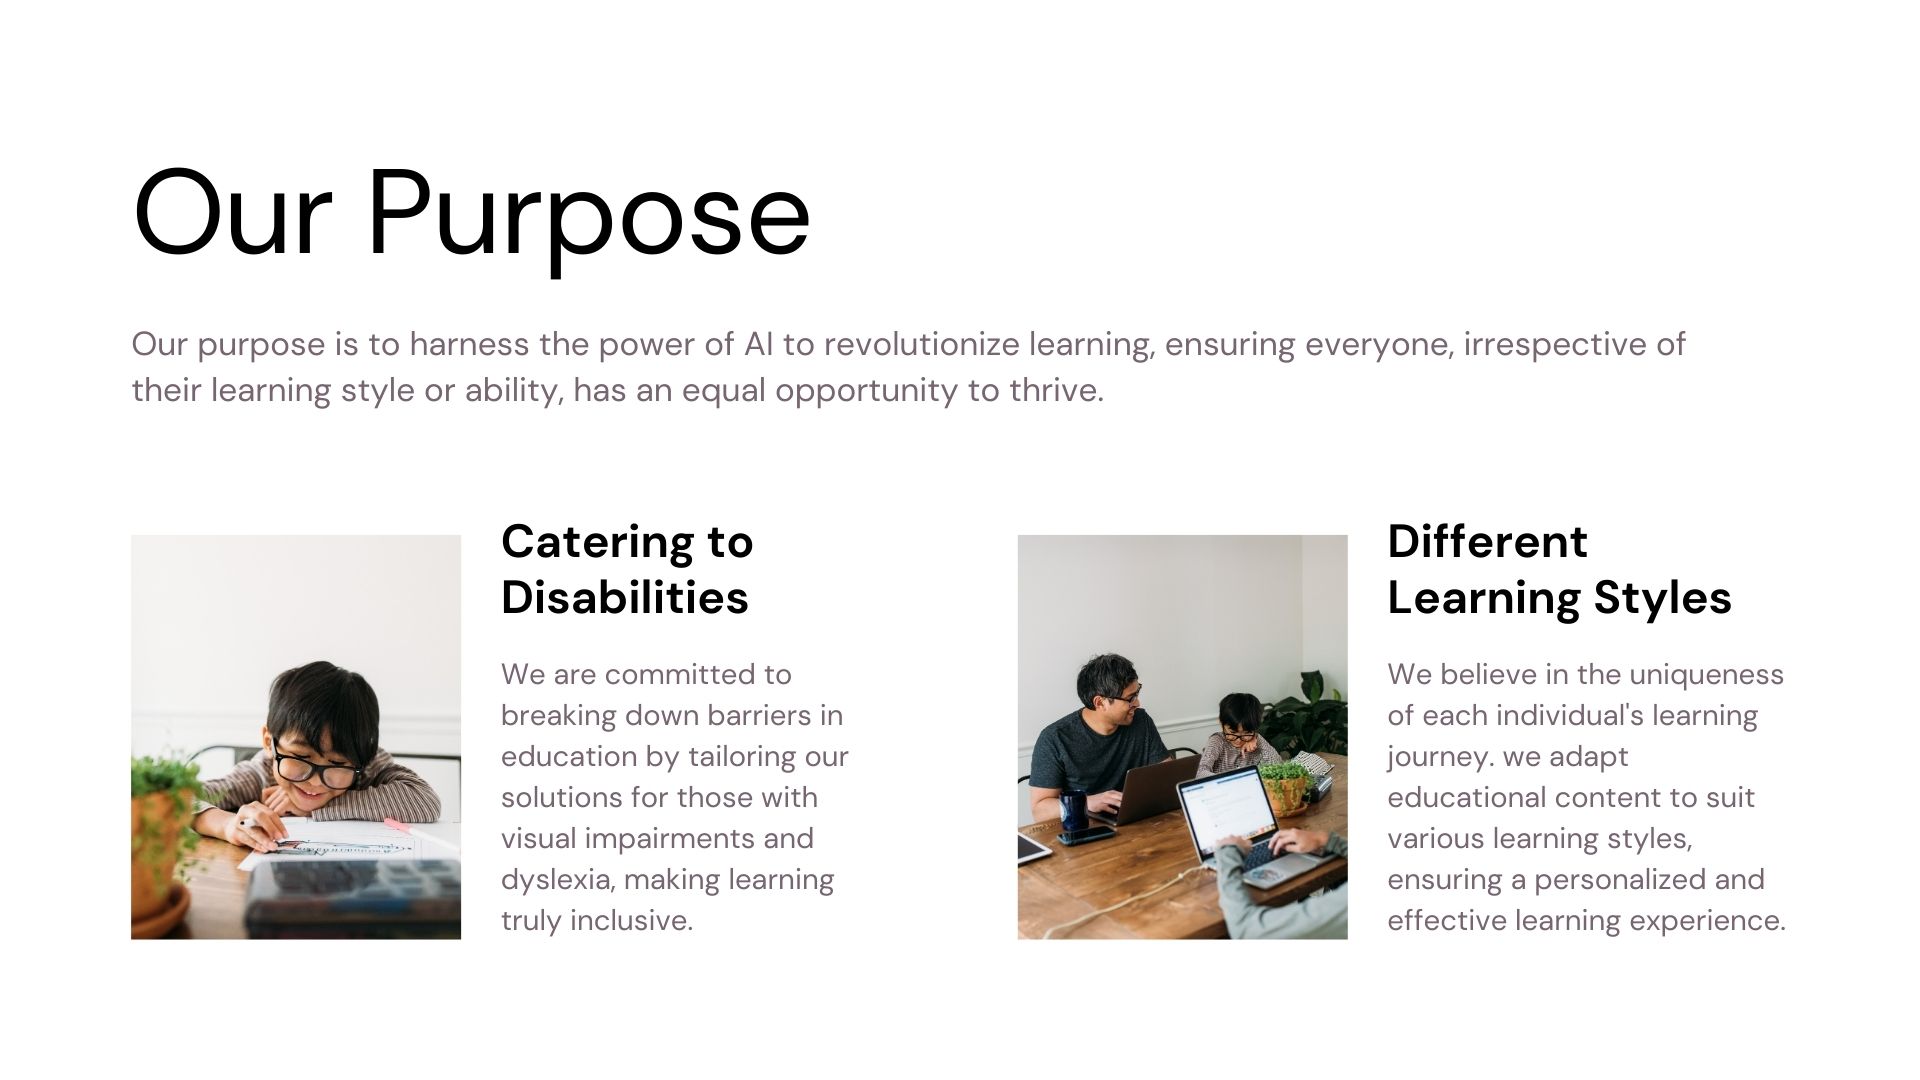 Our Purpose
Our purpose is to harness the power of AI to revolutionize learning, ensuring everyone, irrespective of
their learning style or ability, has an equal opportunity to thrive.
Catering to
Disabilities
We are committed to
breaking down barriers in
education by tailoring our
solutions for those with
visual impairments and
dyslexia, making learning
truly inclusive.
Different
Learning Styles
We believe in the uniqueness
of each individual's learning
journey. we adapt
educational content to suit
various learning styles,
ensuring a personalized and
effective learning experience.